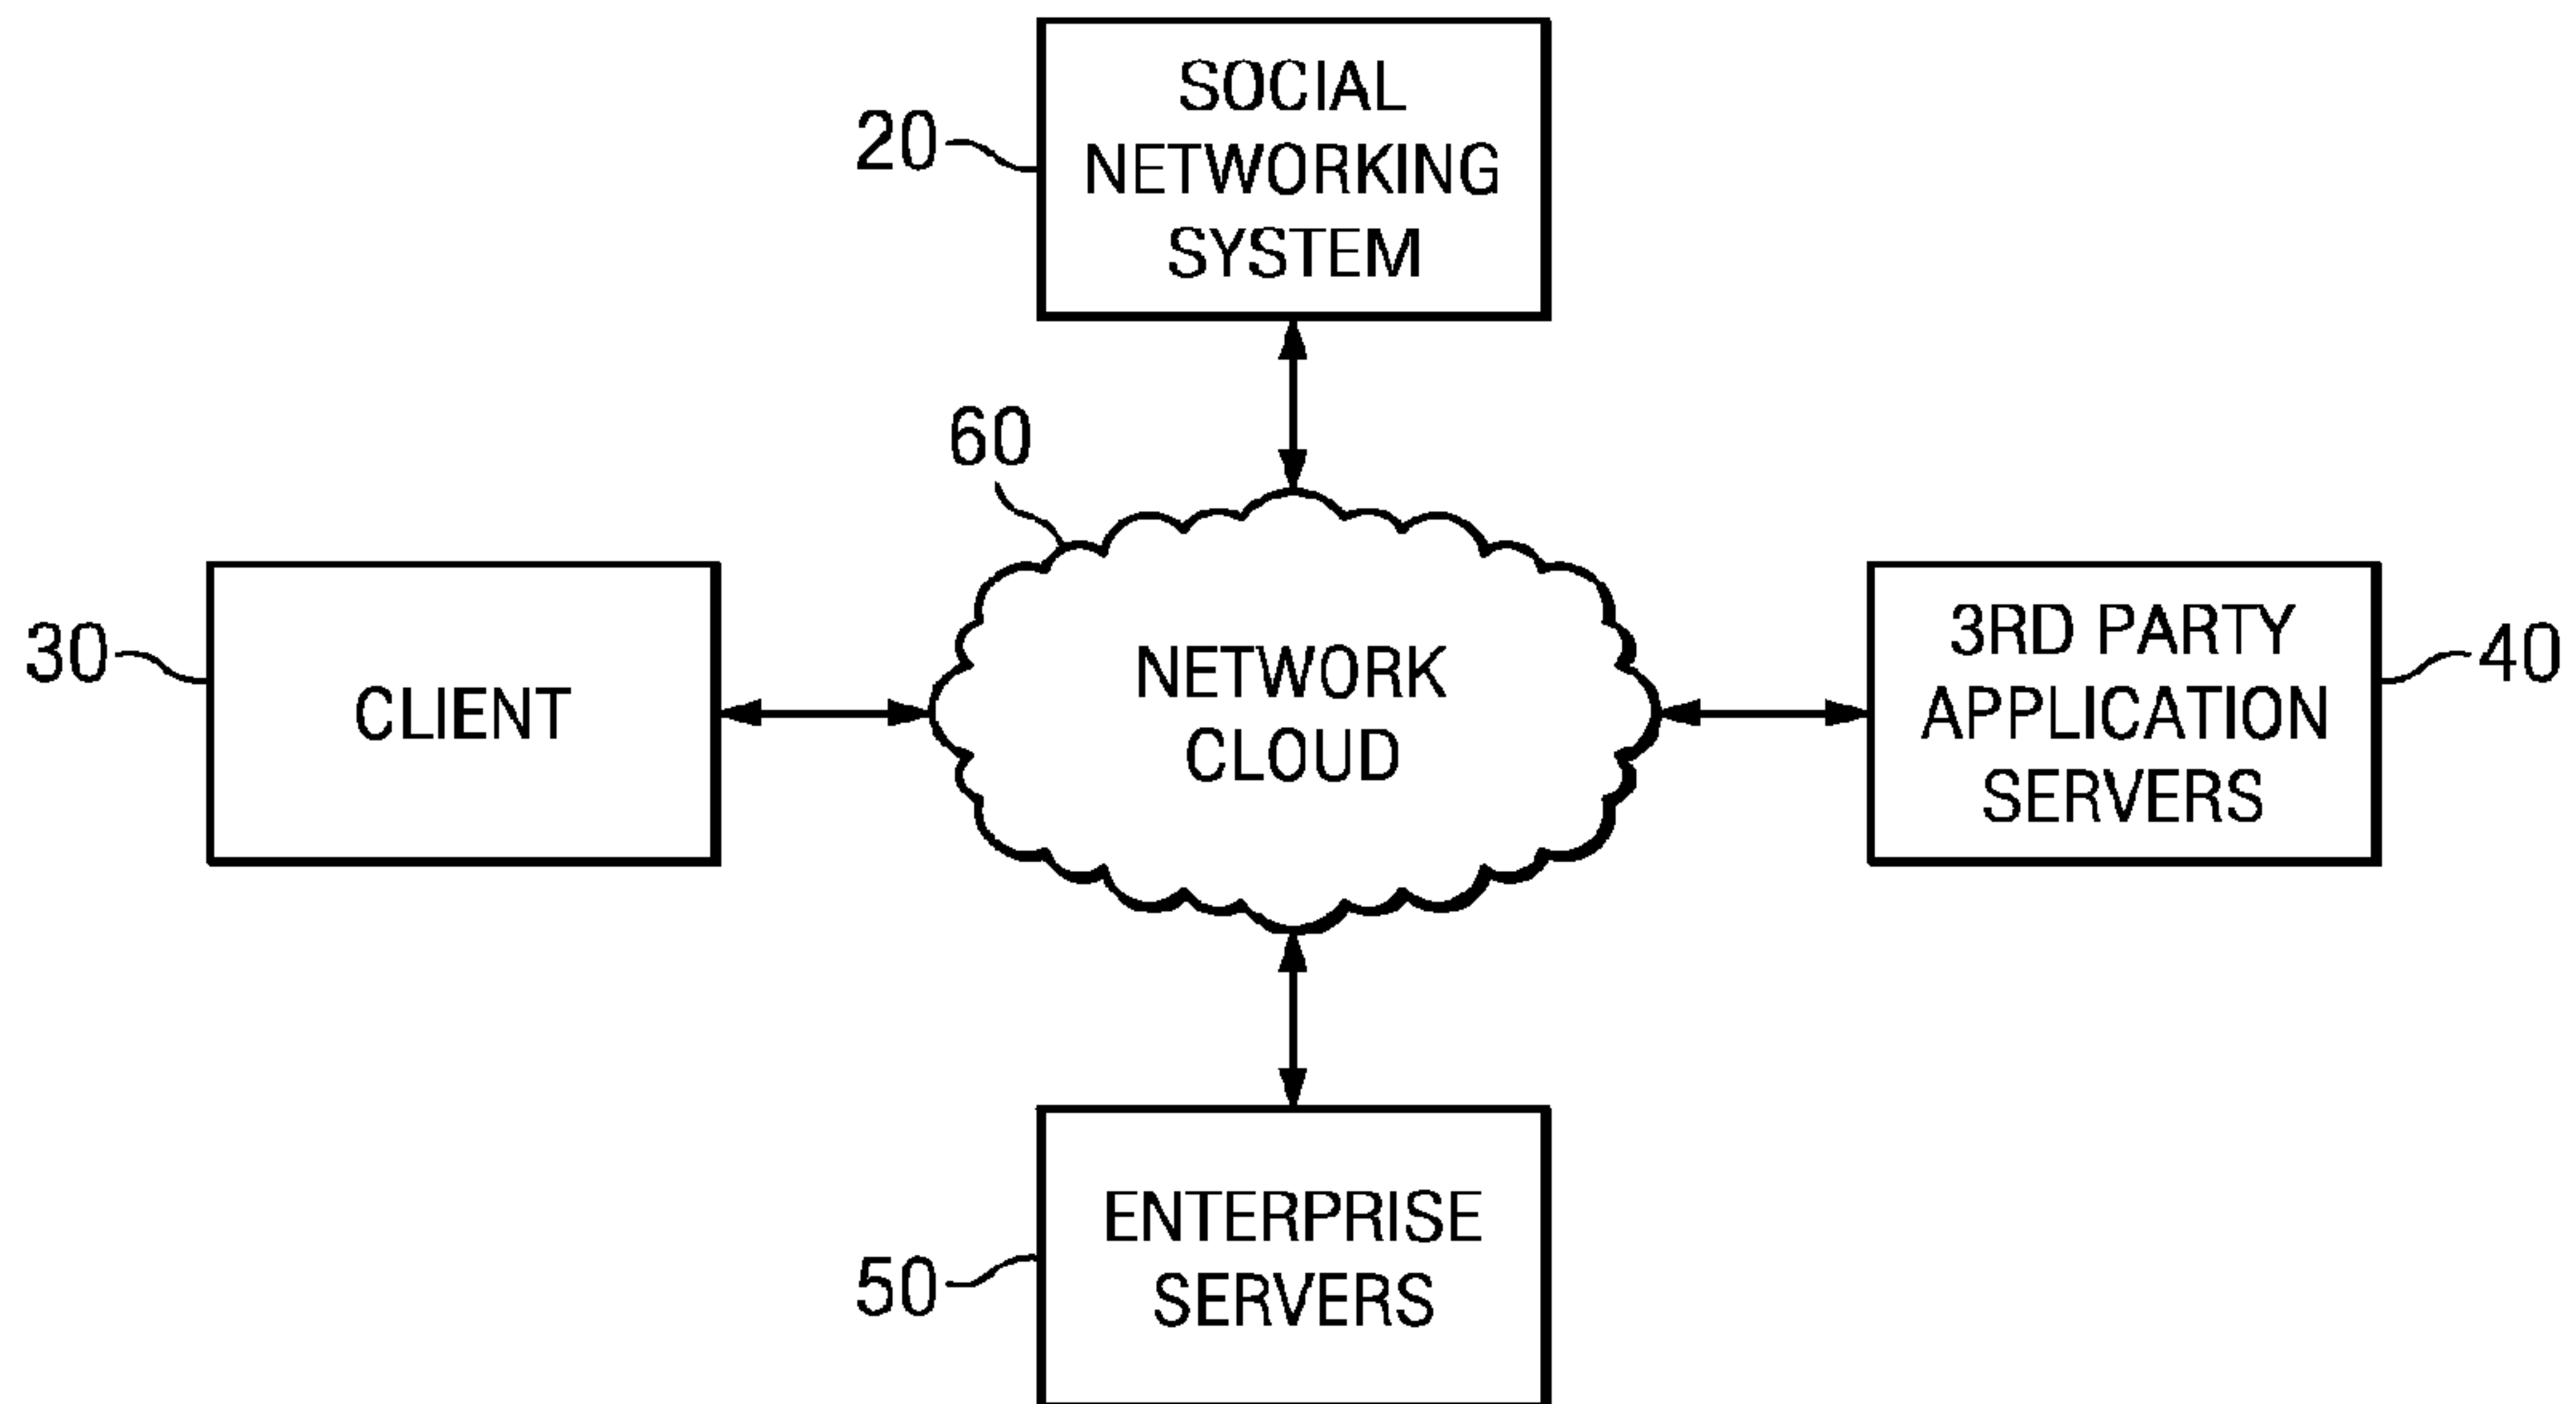 SOCIAL
NETWORKING
SYSTEM
20
60
CLIENT
30
NETWORK
CLOUD
3RD PARTY
APPLICATION
SERVERS
40
ENTERPRISE
SERVERS
50